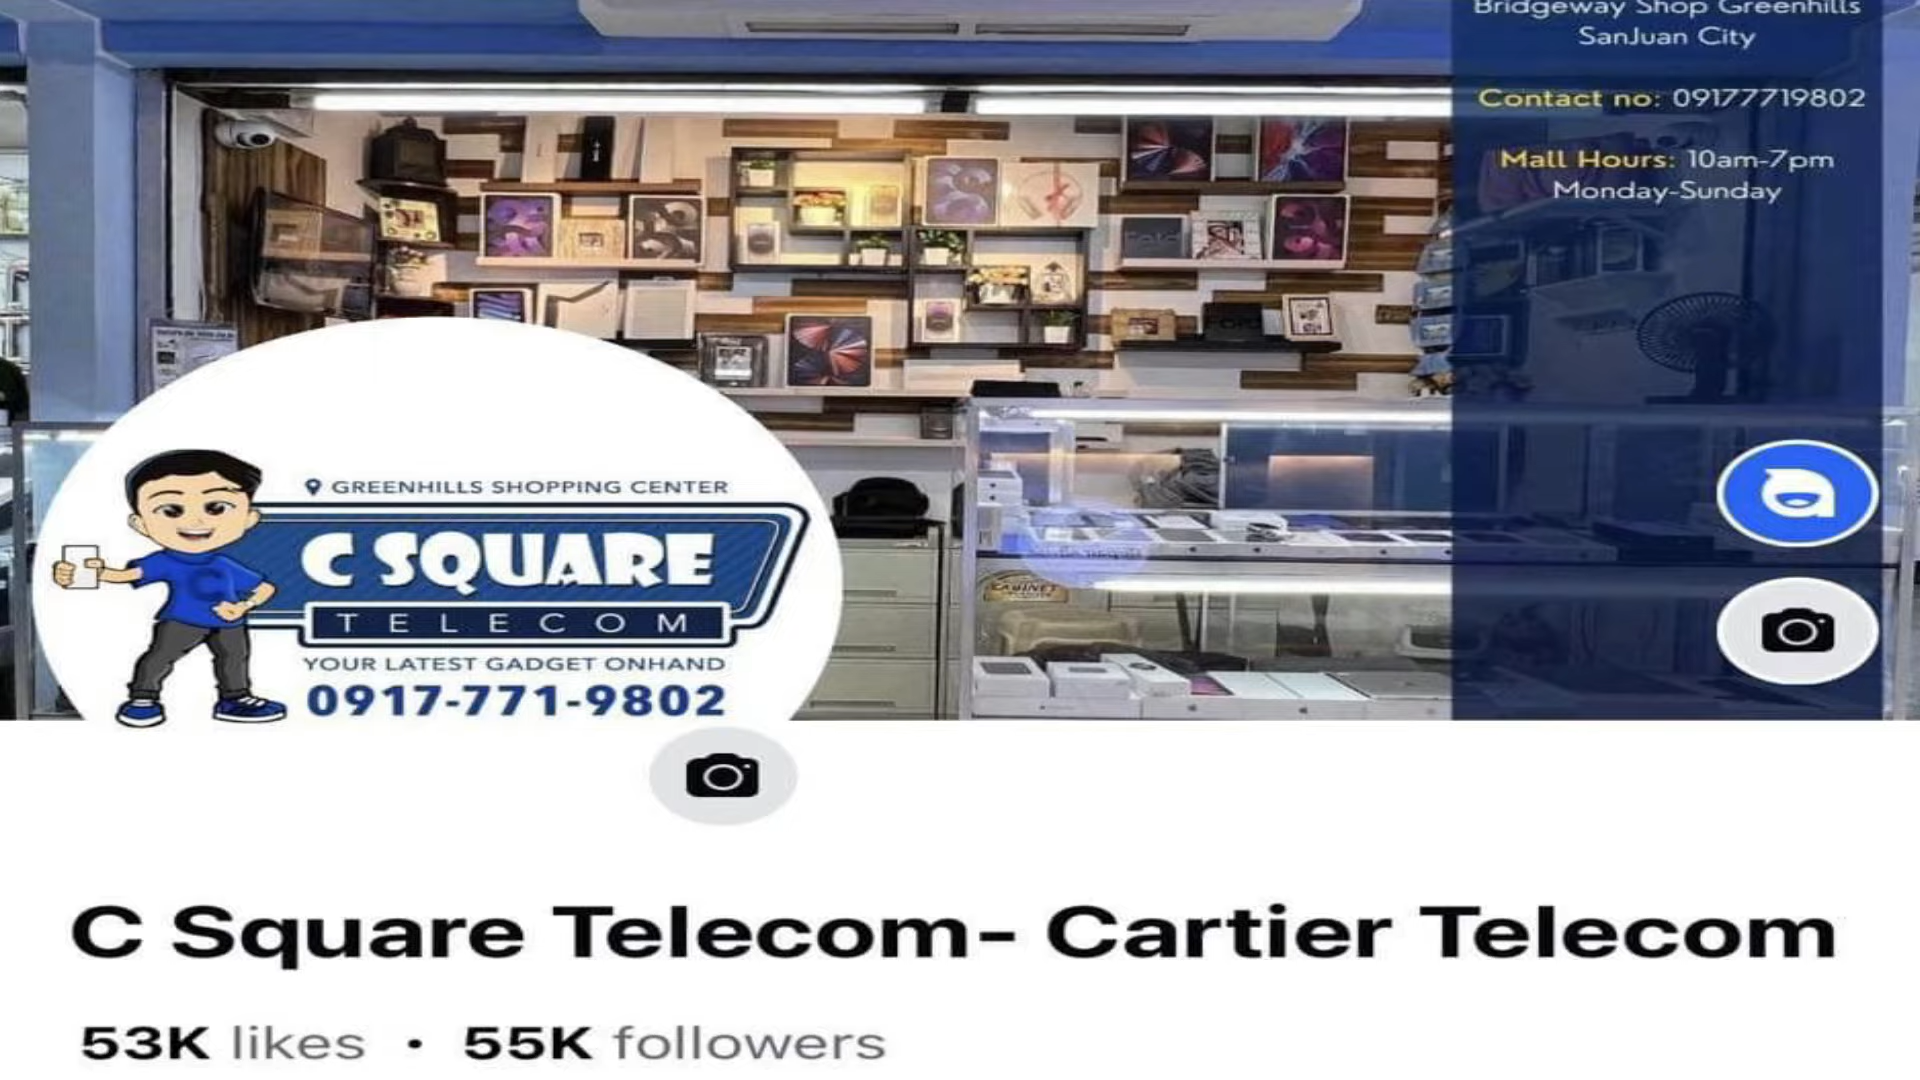 Bridgeway Shop Greenhills
SanJuan City
Contact no: 09177719802
Mall Hours: 10am-7pm
Monday-Sunday
GREENHILLS SHOPPING CENTER
C SQUARE
TELECOM
YOUR LATEST GADGET ONHAND
0917-771-9802
CABINET
C Square Telecom- Cartier Telecom
53K likes · 55K followers